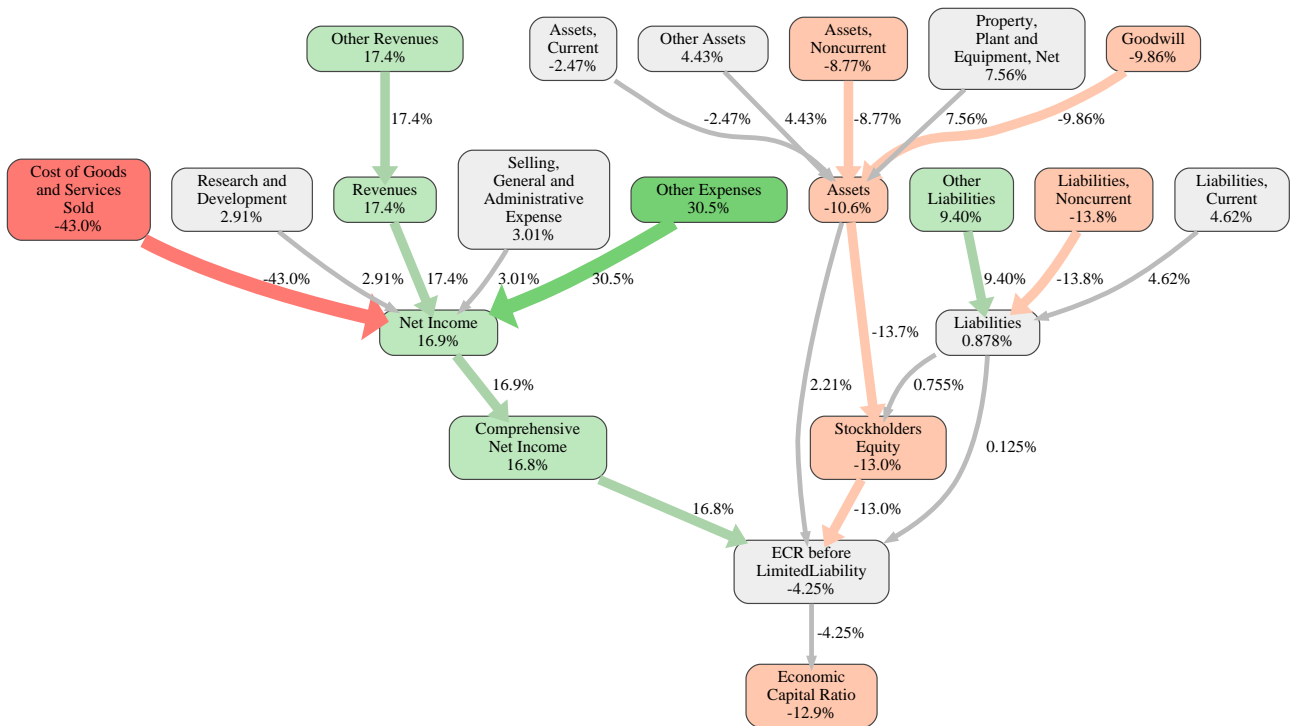 Other Revenues
17.4%
Assets,
Current
-2.47%
Other Assets
4.43%
Assets,
Noncurrent
-8.77%
Property,
Plant and
Equipment, Net
7.56%
Goodwill
-9.86%
17.4%
-2.47%
4.43%
-8.77%
7.56%
-9.86%
Cost of Goods
and Services
Sold
-43.0%
Research and
Development
2.91%
Revenues
17.4%
Selling,
General and
Administrative
Expense
3.01%
Other Expenses
30.5%
Assets
-10.6%
Other
Liabilities
9.40%
Liabilities,
Noncurrent
-13.8%
Liabilities,
Current
4.62%
-43.0%
2.91%
17.4%
3.01%
30.5%
9.40%
-13.8%
4.62%
Net Income
16.9%
-13.7%
Liabilities
0.878%
16.9%
2.21%
0.755%
Comprehensive
Net Income
16.8%
Stockholders
Equity
-13.0%
0.125%
16.8%
-13.0%
ECR before
LimitedLiability
-4.25%
-4.25%
Economic
Capital Ratio
-12.9%